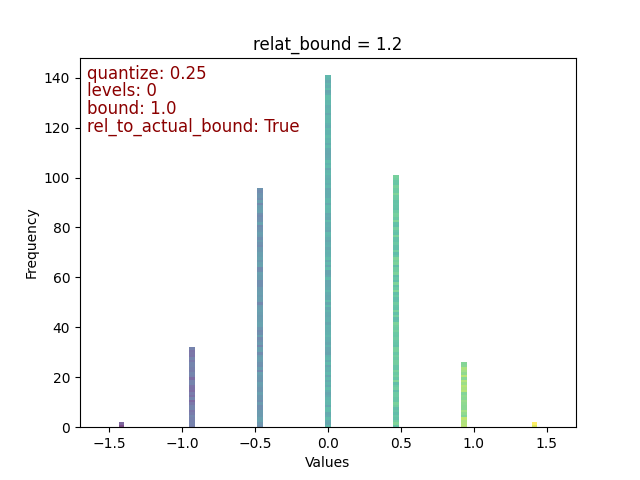 relat_bound = 1.2
quantize: 0.25
levels: 0
bound: 1.0
rel_to_actual_bound: True
140
120
100
80
60
40
20
0
Frequency
−1.5 −1.0 −0.5 0.0 0.5 1.0 1.5
Values